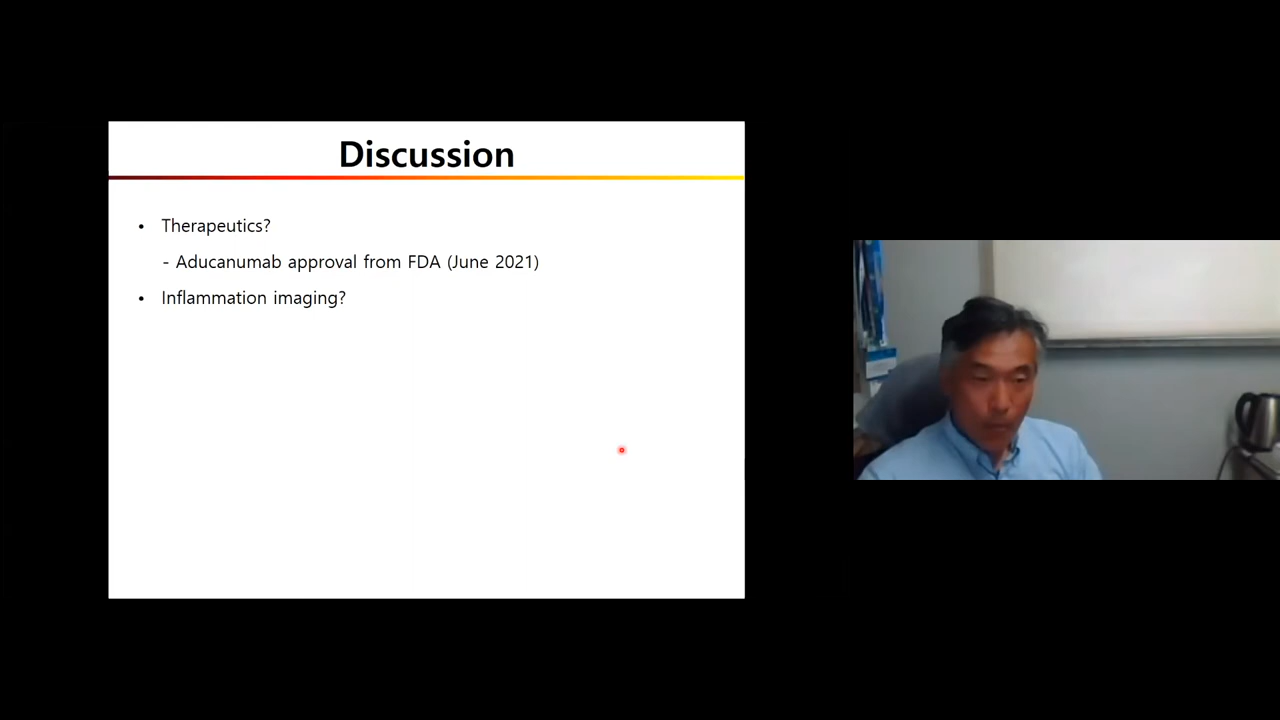 Discussion
• Therapeutics?
- Aducanumab approval from FDA (June 2021)
• Inflammation imaging?